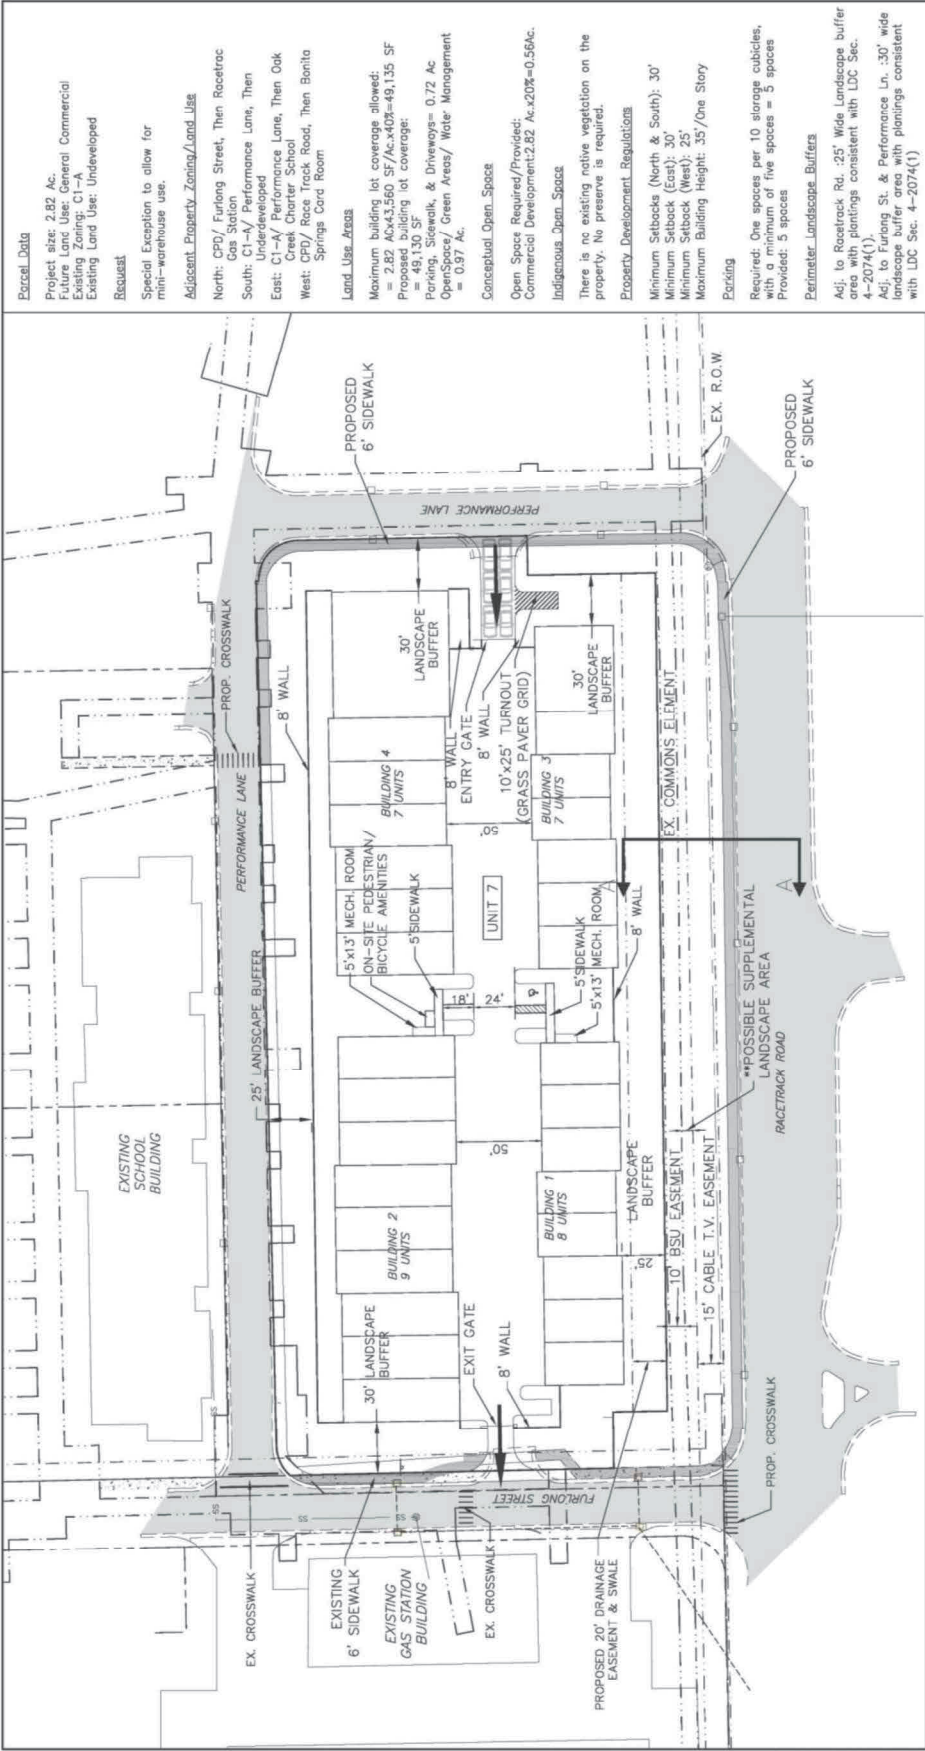 Parcel Data
Project size: 2.82 Ac.
Future Land Use: General Commercial
Existing Zoning: C1-A
Existing Land Use: Undeveloped
Request
Special Exception to allow for
mini-warehouse use.
Adjacent Property Zoning/Land Use
North: CPD/ Furlong Street, Then Racetrac
Gas Station
South: C1-A/ Performance Lane, Then
Underdeveloped
East: C1-A/ Performance Lane, Then Oak
Creek Charter School
West: CPD/ Race Track Road, Then Bonita
Springs Card Room
Land Use Areas
Maximum building lot coverage allowed:
= 2.82 Acx43,560 SF/Ac.x40%=49,135 SF
Proposed building lot coverage:
= 49,130 SF
Parking, Sidewalk, & Driveways= 0.72 Ac
OpenSpace/ Green Areas/ Water Management
= 0.97 Ac.
Conceptual Open Space
Open Space Required/Provided:
Commercial Development:2.82 Ac.x20%=0.56Ac.
Indigenous Open Space
There is no existing native vegetation on the
property. No preserve is required.
Property Development Regulations
Minimum Setbacks (North & South): 30'
Minimum Setback (East): 30'
Minimum Setback (West): 25'
Maximum Building Height: 35'/One Story
Parking
Required: One spaces per 10 storage cubicles,
with a minimum of five spaces = 5 spaces
Provided: 5 spaces
Perimeter Landscape Buffers
Adj. to Racetrack Rd. :25' Wide Landscape buffer
area with plantings consistent with LDC Sec.
4-2074(1).
Adj. to Furlong St. & Performance Ln. :30' wide
landscape buffer area with plantings consistent
with LDC Sec. 4-2074(1)
EXISTING
SCHOOL
BUILDING
PERFORMANCE LANE
PROP. CROSSWALK
25' LANDSCAPE BUFFER
8' WALL
PROPOSED
6' SIDEWALK
PERFORMANCE LANE
30'
LANDSCAPE
BUFFER
BUILDING 4
7 UNITS
8' WALL
ENTRY GATE
8' WALL
10'x25' TURNOUT
(GRASS PAVER GRID)
5'x13' MECH. ROOM
ON-SITE PEDESTRIAN/
BICYCLE AMENITIES
5'SIDEWALK
50'
UNIT 7
18'
24'
9
BUILDING 3
7 UNITS
30'
LANDSCAPE
BUFFER
5'SIDEWALK
5'x13' MECH. ROOM
8' WALL
BUILDING 2
9 UNITS
30' LANDSCAPE
BUFFER
50'
BUILDING 1
8 UNITS
EXIT GATE
8' WALL
LANDSCAPE
BUFFER
25'
EX. COMMONS ELEMENT
EX. R.O.W.
A
A
10' BSU EASEMENT
15' CABLE T.V. EASEMENT
**POSSIBLE SUPPLEMENTAL
LANDSCAPE AREA
RACETRACK ROAD
PROPOSED
6' SIDEWALK
FURLONG STREET
SS
SS
SS
SS
EX. CROSSWALK
EXISTING
6' SIDEWALK
EXISTING
GAS STATION
BUILDING
EX. CROSSWALK
PROPOSED 20' DRAINAGE
EASEMENT & SWALE
PROP. CROSSWALK